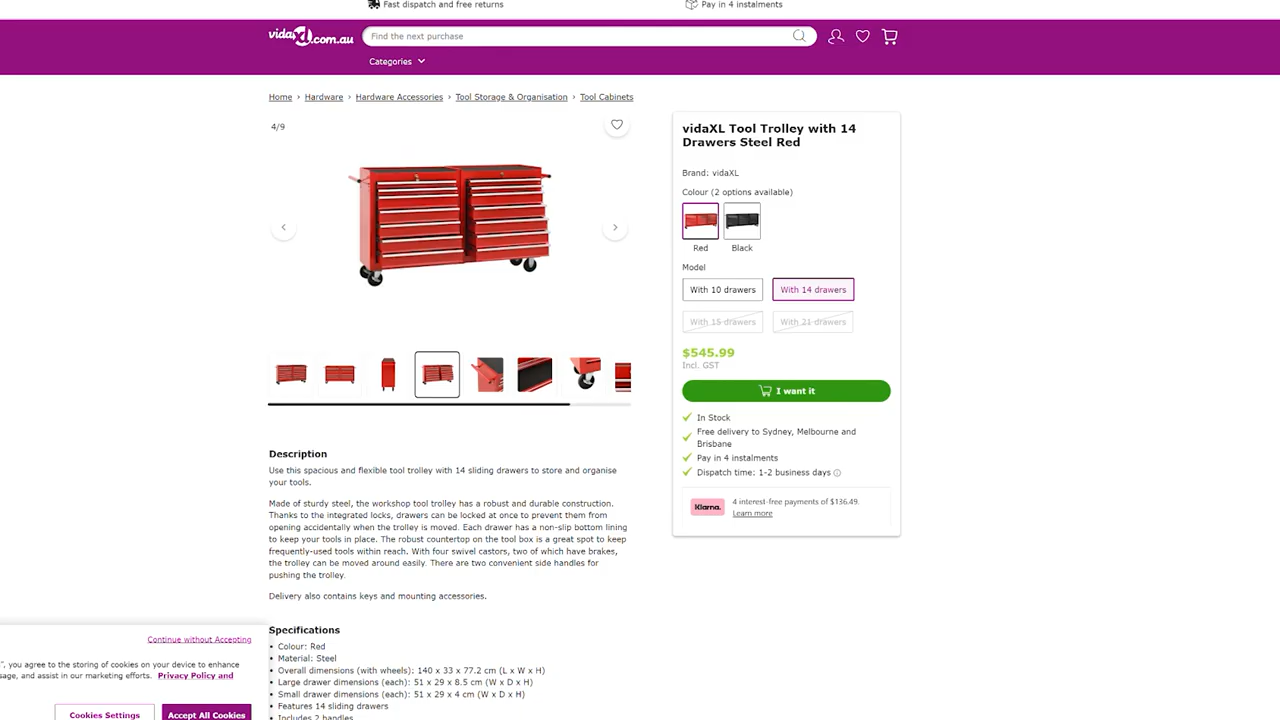 Fast dispatch and free returns
Pay in 4 instalments
vidaXL.com.au
Find the next purchase
Categories
Home › Hardware › Hardware Accessories › Tool Storage & Organisation › Tool Cabinets
4/9
vidaXL Tool Trolley with 14
Drawers Steel Red
Brand: vidaXL
Colour (2 options available)
Red
Black
Model
With 10 drawers
With 14 drawers
With 15 drawers
With 21 drawers
$545.99
Incl. GST
I want it
In Stock
Free delivery to Sydney, Melbourne and
Brisbane
Pay in 4 instalments
Dispatch time: 1-2 business days
Klarna.
4 interest-free payments of $136.49.
Learn more
Description
Use this spacious and flexible tool trolley with 14 sliding drawers to store and organise
your tools.
Made of sturdy steel, the workshop tool trolley has a robust and durable construction.
Thanks to the integrated locks, drawers can be locked at once to prevent them from
opening accidentally when the trolley is moved. Each drawer has a non-slip bottom lining
to keep your tools in place. The robust countertop on the tool box is a great spot to keep
frequently-used tools within reach. With four swivel castors, two of which have brakes,
the trolley can be moved around easily. There are two convenient side handles for
pushing the trolley.
Delivery also contains keys and mounting accessories.
Specifications
• Colour: Red
• Material: Steel
• Overall dimensions (with wheels): 140 x 33 x 77.2 cm (L x W x H)
• Large drawer dimensions (each): 51 x 29 x 8.5 cm (W x D x H)
• Small drawer dimensions (each): 51 x 29 x 4 cm (W x D x H)
• Features 14 sliding drawers
• Includes 2 handles
Continue without Accepting
", you agree to the storing of cookies on your device to enhance
sage, and assist in our marketing efforts. Privacy Policy and
Cookies Settings
Accept All Cookies